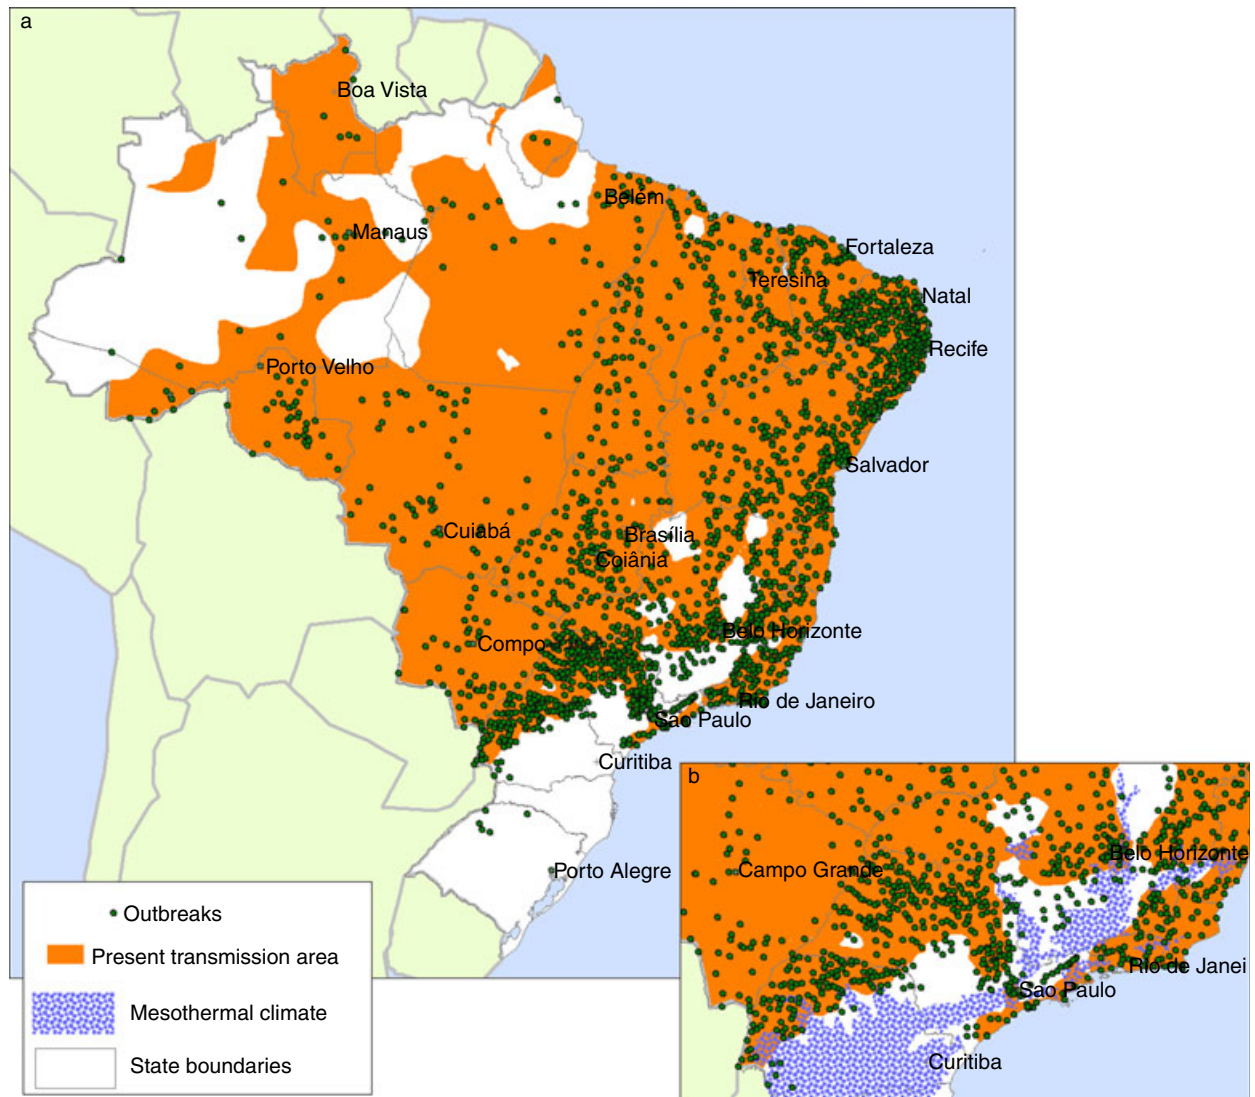 a
Boa Vista
Belém
Manaus
Fortaleza
Teresina
Natal
Recife
Porto Velho
Salvador
Cuiabá
Brasília
Coiânia
Belo Horizonte
Compo
Rio de Janeiro
São Paulo
Curitiba
Porto Alegre
b
Belo Horizonte
Campo Grande
Rio de Janei
São Paulo
Curitiba
Outbreaks
Present transmission area
Mesothermal climate
State boundaries